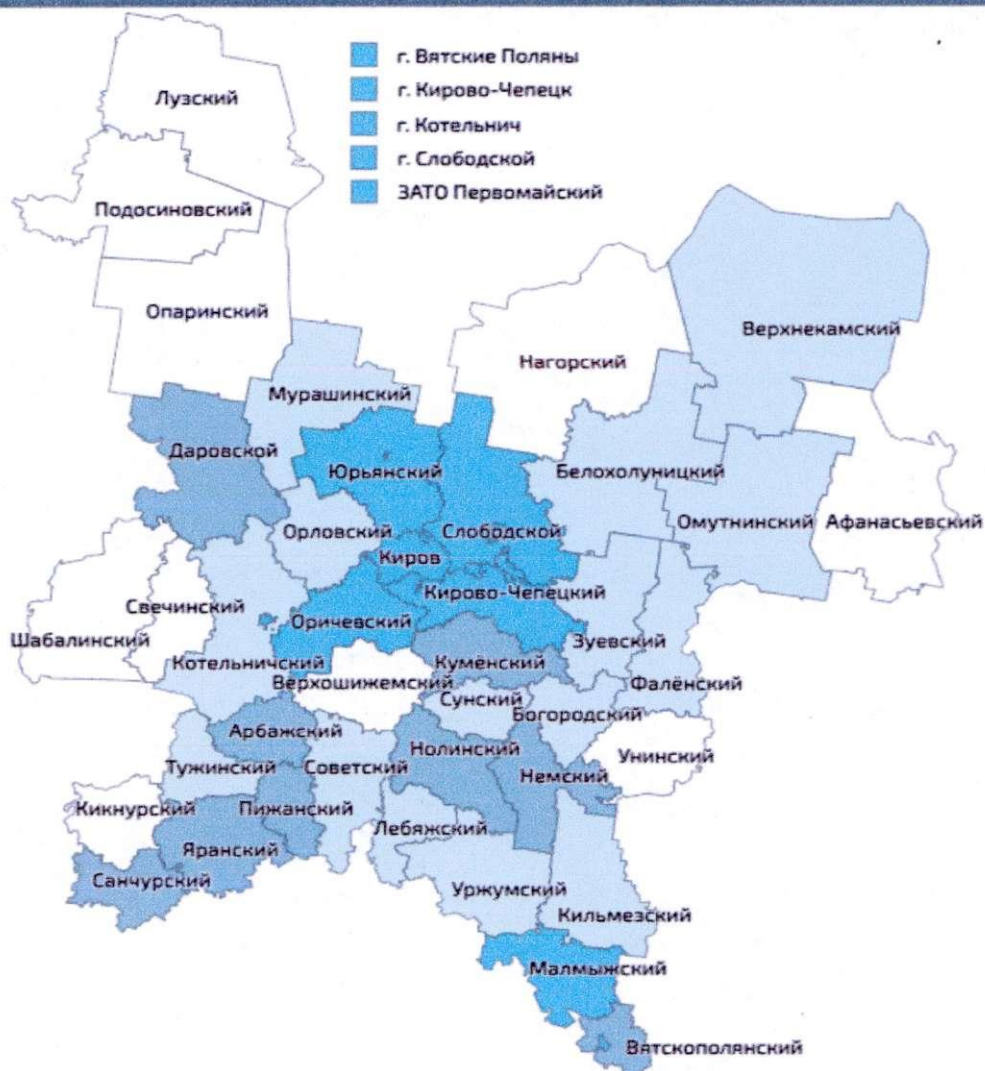 г. Вятские Поляны
г. Кирово-Чепецк
г. Котельнич
г. Слободской
ЗАТО Первомайский
Лузский
Подосиновский
Опаринский
Нагорский
Верхнекамский
Мурашинский
Даровской
Юрьянский
Белохолуницкий
Орловский
Слободской
Омутнинский
Афанасьевский
Киров
Кирово-Чепецкий
Свечинский
Оричевский
Шабалинский
Зуевский
Котельничский
Кумёнский
Верхошижемский
Фалёнский
Сунский
Богородский
Арбажский
Унинский
Нолинский
Тужинский
Советский
Немский
Кикнурский
Пижанский
Лебяжский
Яранский
Санчурский
Уржумский
Кильмезский
Малмыжский
Вятскополянский